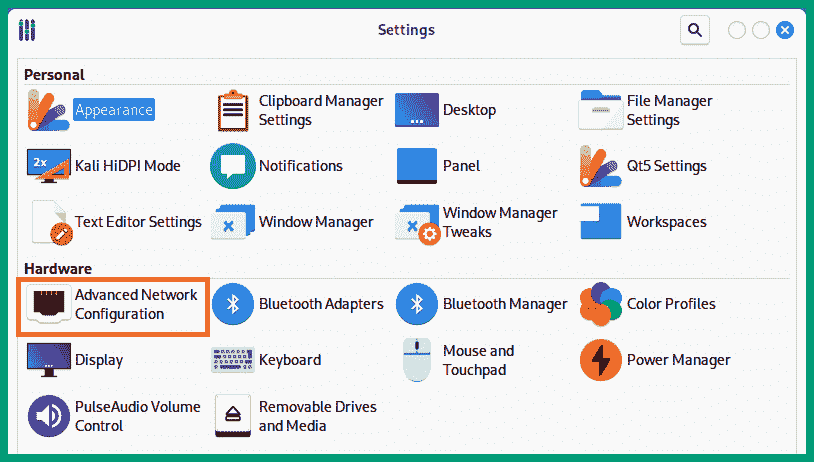 Settings
Personal
Appearance
Clipboard Manager
Settings
Desktop
File Manager
Settings
2x
Kali HiDPI Mode
Notifications
Panel
Qt5 Settings
Text Editor Settings
Window Manager
Window Manager
Tweaks
Workspaces
Hardware
Advanced Network
Configuration
Bluetooth Adapters
Bluetooth Manager
Color Profiles
Display
Keyboard
Mouse and
Touchpad
Power Manager
PulseAudio Volume
Control
Removable Drives
and Media